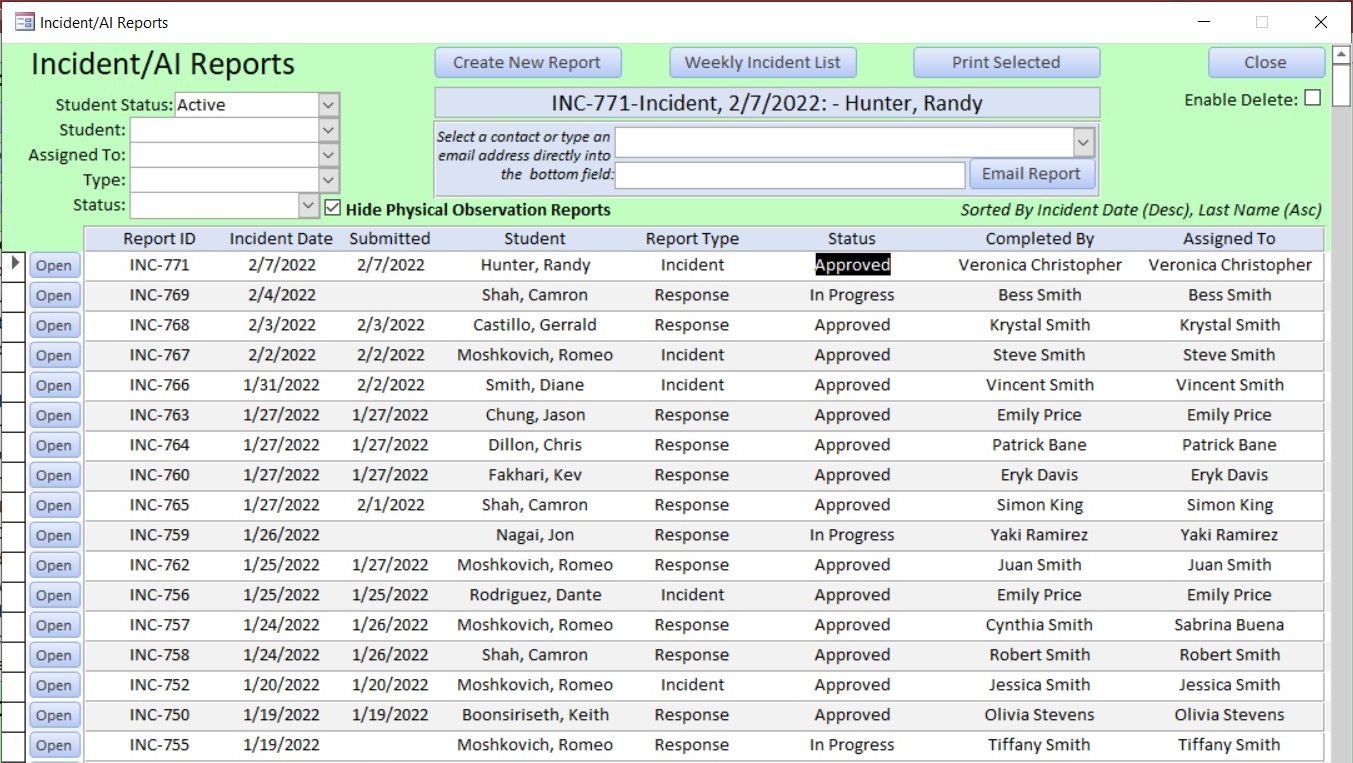 Incident/AI Reports
Incident/AI Reports
Create New Report Weekly Incident List Print Selected Close
Student Status: Active
INC-771-Incident, 2/7/2022: - Hunter, Randy
Enable Delete:
Student:
Assigned To:
Type:
Status:
Select a contact or type an
email address directly into
the bottom field:
Email Report
Hide Physical Observation Reports
Sorted By Incident Date (Desc), Last Name (Asc)
Report ID Incident Date Submitted Student Report Type Status Completed By Assigned To
Open INC-771 2/7/2022 2/7/2022 Hunter, Randy Incident Approved Veronica Christopher Veronica Christopher
Open INC-769 2/4/2022 Shah, Camron Response In Progress Bess Smith Bess Smith
Open INC-768 2/3/2022 2/3/2022 Castillo, Gerrald Response Approved Krystal Smith Krystal Smith
Open INC-767 2/2/2022 2/2/2022 Moshkovich, Romeo Incident Approved Steve Smith Steve Smith
Open INC-766 1/31/2022 2/2/2022 Smith, Diane Incident Approved Vincent Smith Vincent Smith
Open INC-763 1/27/2022 1/27/2022 Chung, Jason Response Approved Emily Price Emily Price
Open INC-764 1/27/2022 1/27/2022 Dillon, Chris Response Approved Patrick Bane Patrick Bane
Open INC-760 1/27/2022 1/27/2022 Fakhari, Kev Response Approved Eryk Davis Eryk Davis
Open INC-765 1/27/2022 2/1/2022 Shah, Camron Response Approved Simon King Simon King
Open INC-759 1/26/2022 Nagai, Jon Response In Progress Yaki Ramirez Yaki Ramirez
Open INC-762 1/25/2022 1/27/2022 Moshkovich, Romeo Response Approved Juan Smith Juan Smith
Open INC-756 1/25/2022 1/25/2022 Rodriguez, Dante Incident Approved Emily Price Emily Price
Open INC-757 1/24/2022 1/26/2022 Moshkovich, Romeo Response Approved Cynthia Smith Sabrina Buena
Open INC-758 1/24/2022 1/26/2022 Shah, Camron Response Approved Robert Smith Robert Smith
Open INC-752 1/20/2022 1/20/2022 Moshkovich, Romeo Incident Approved Jessica Smith Jessica Smith
Open INC-750 1/19/2022 1/19/2022 Boonsiriseth, Keith Response Approved Olivia Stevens Olivia Stevens
Open INC-755 1/19/2022 Moshkovich, Romeo Response In Progress Tiffany Smith Tiffany Smith